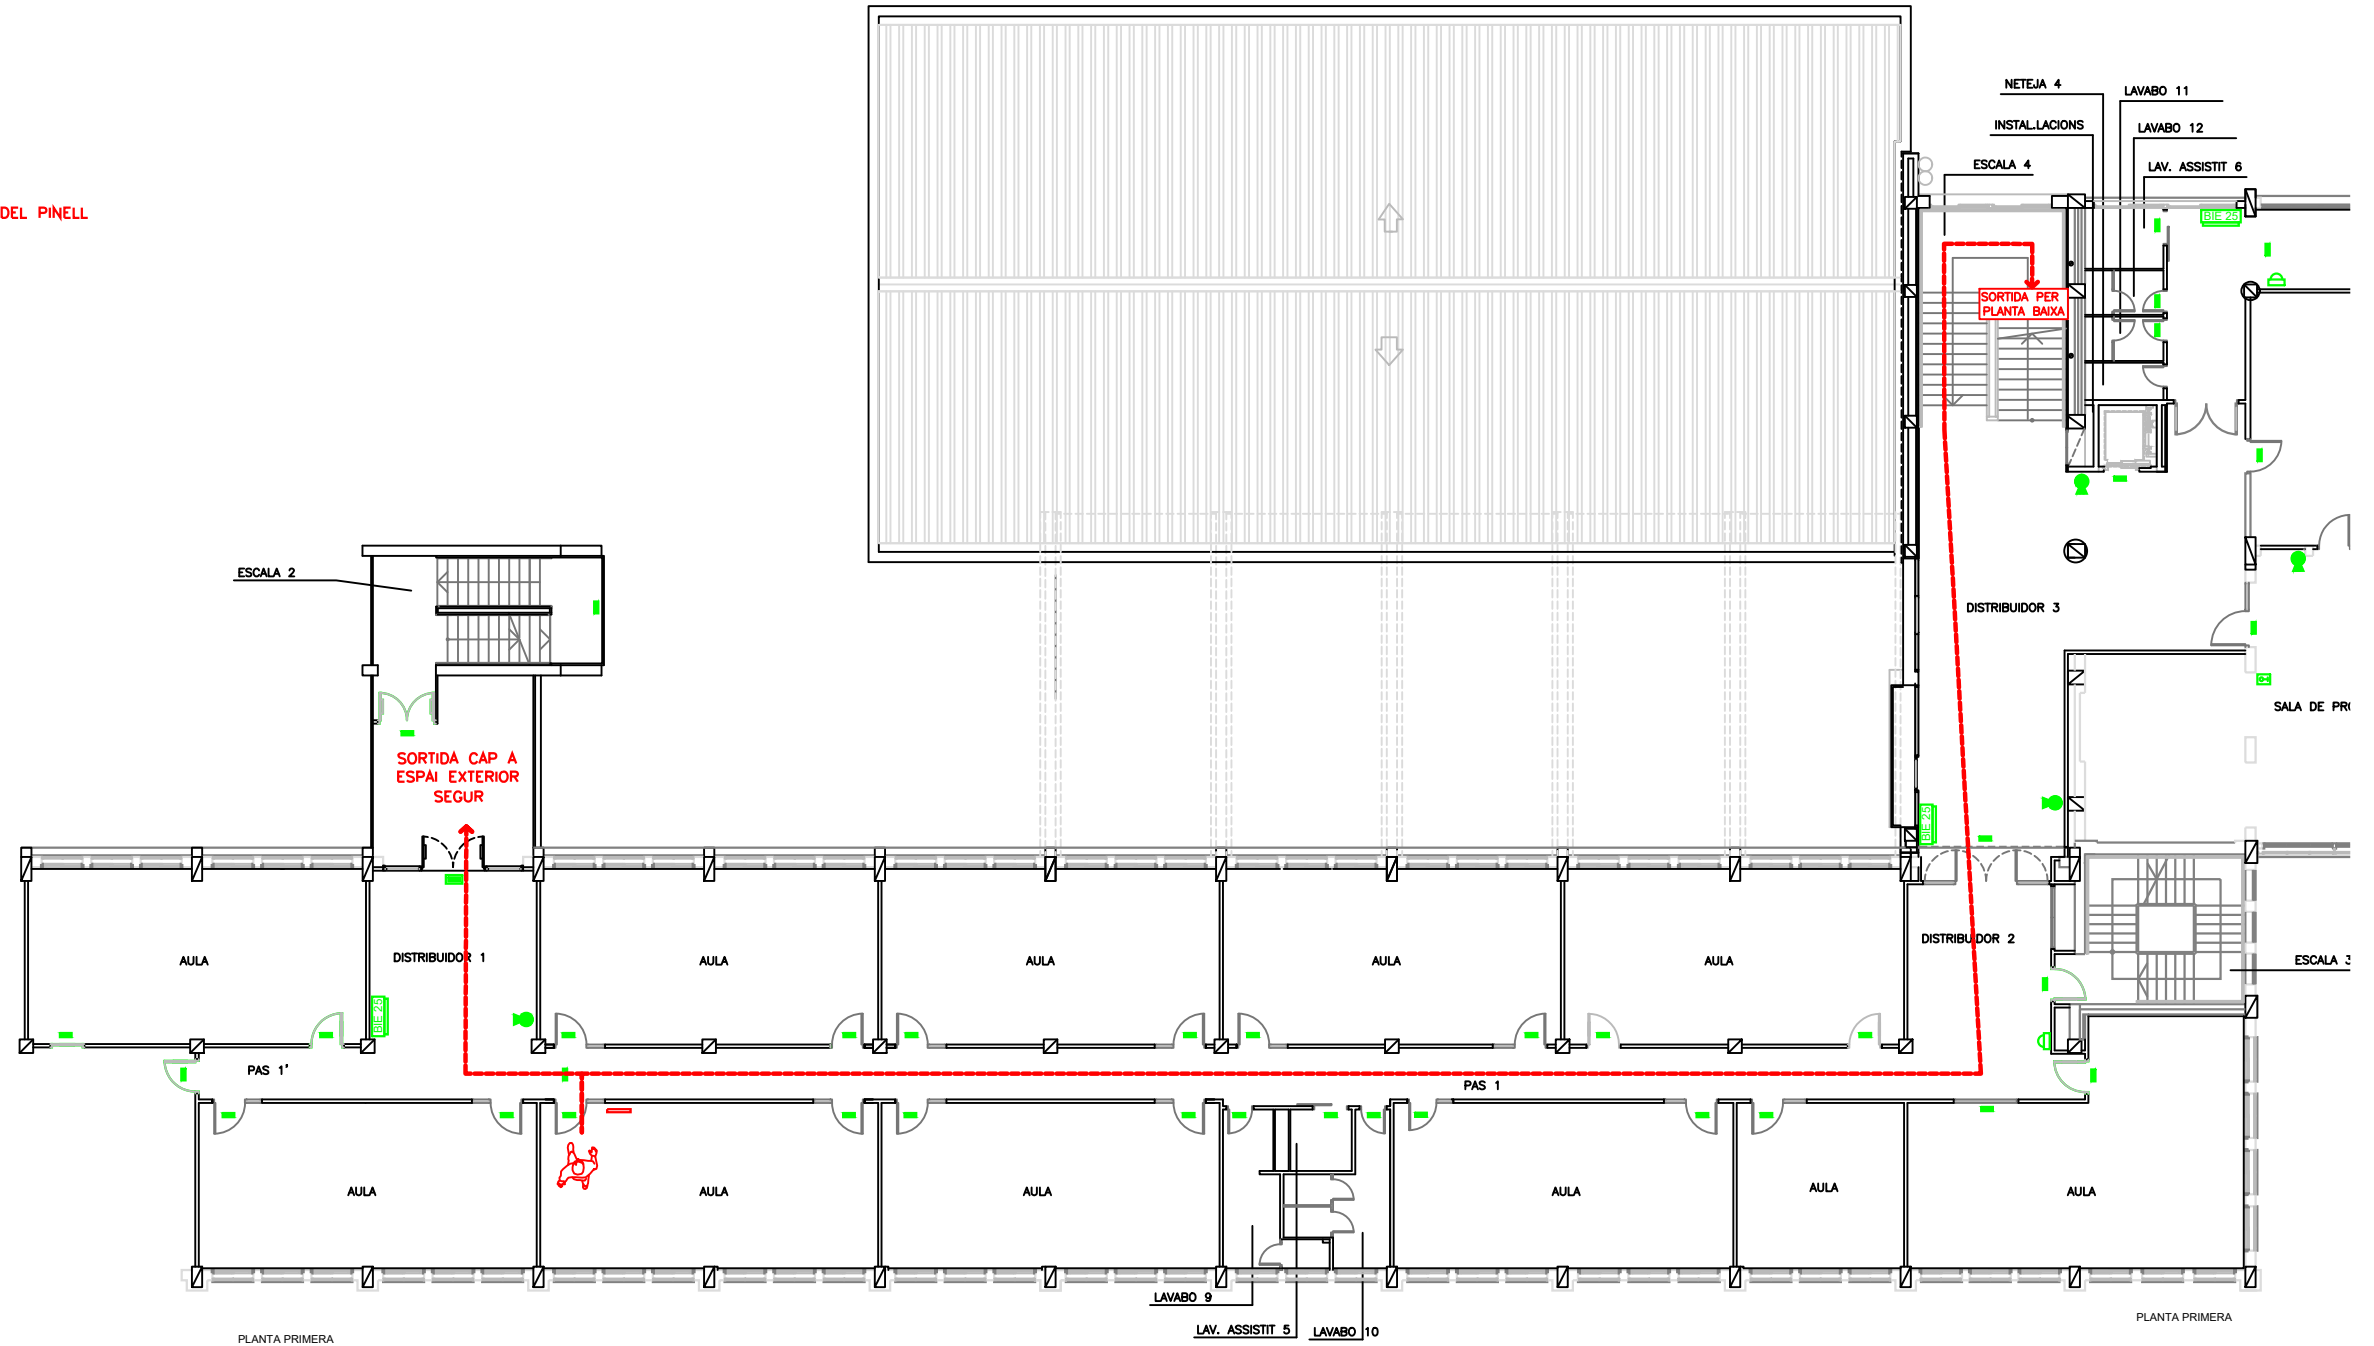 NETEJA 4
LAVABO 11
INSTAL.LACIONS
LAVABO 12
ESCALA 4
LAV. ASSISTIT 6
DEL PINELL
BIE 25
SORTIDA PER
PLANTA BAIXA
ESCALA 2
DISTRIBUIDOR 3
SALA DE PR
SORTIDA CAP A
ESPAI EXTERIOR
SEGUR
BIE 25
DISTRIBUIDOR 2
AULA
DISTRIBUIDOR 1
AULA
AULA
AULA
AULA
ESCALA 3
BIE 25
PAS 1'
PAS 1
AULA
AULA
AULA
AULA
AULA
AULA
LAVABO 9
LAV. ASSISTIT 5
LAVABO 10
PLANTA PRIMERA
PLANTA PRIMERA